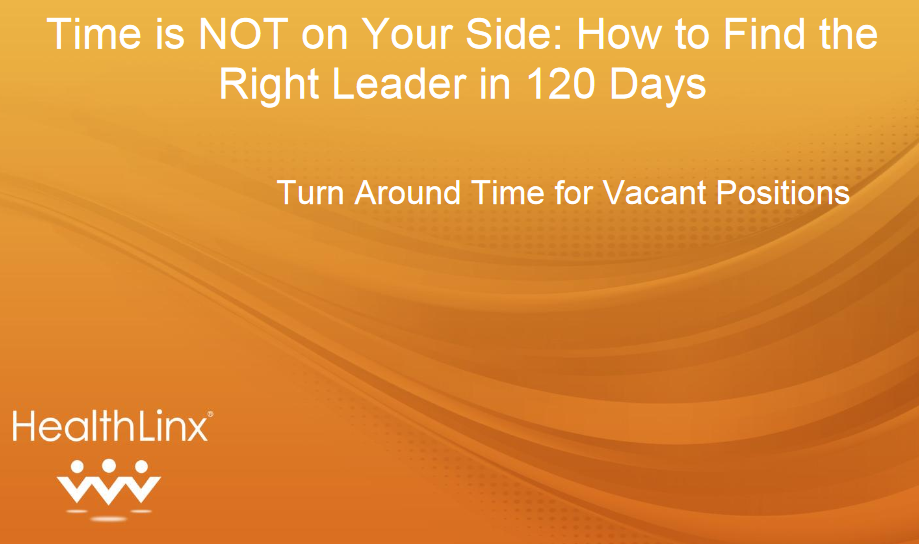 Time is NOT on Your Side: How to Find the
Right Leader in 120 Days
Turn Around Time for Vacant Positions
HealthLinx®